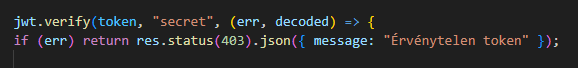 jwt.verify(token, "secret", (err, decoded) => {
if (err) return res.status(403).json({ message: "Érvénytelen token" });